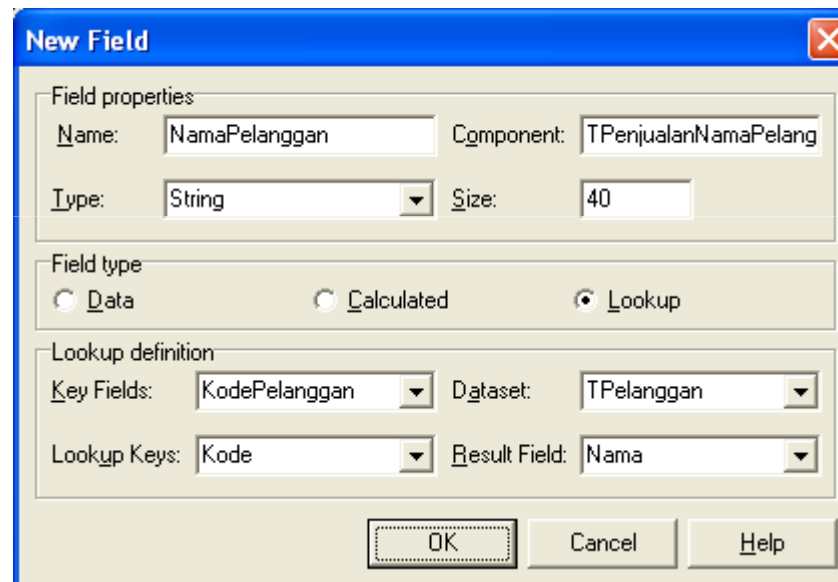 New Field
Field properties
Name: NamaPelanggan Component: TPenjualanNamaPelang
Type: String Size: 40
Field type
Data Calculated Lookup
Lookup definition
Key Fields: KodePelanggan Dataset: TPelanggan
Lookup Keys: Kode Result Field: Nama
OK Cancel Help